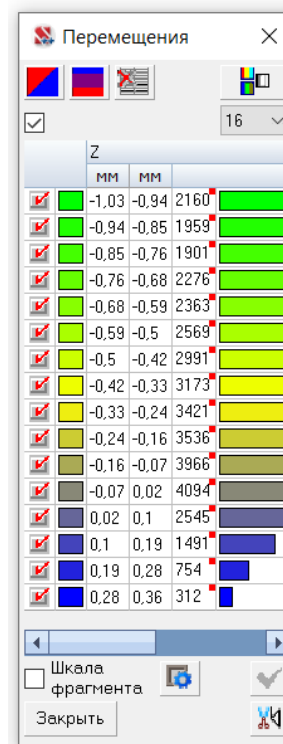 Перемещения
16
Z
мм мм
-1,03 -0,94 2160
-0,94 -0,85 1959
-0,85 -0,76 1901
-0,76 -0,68 2276
-0,68 -0,59 2363
-0,59 -0,5 2569
-0,5 -0,42 2991
-0,42 -0,33 3173
-0,33 -0,24 3421
-0,24 -0,16 3536
-0,16 -0,07 3966
-0,07 0,02 4094
0,02 0,1 2545
0,1 0,19 1491
0,19 0,28 754
0,28 0,36 312
Шкала
фрагмента
Закрыть